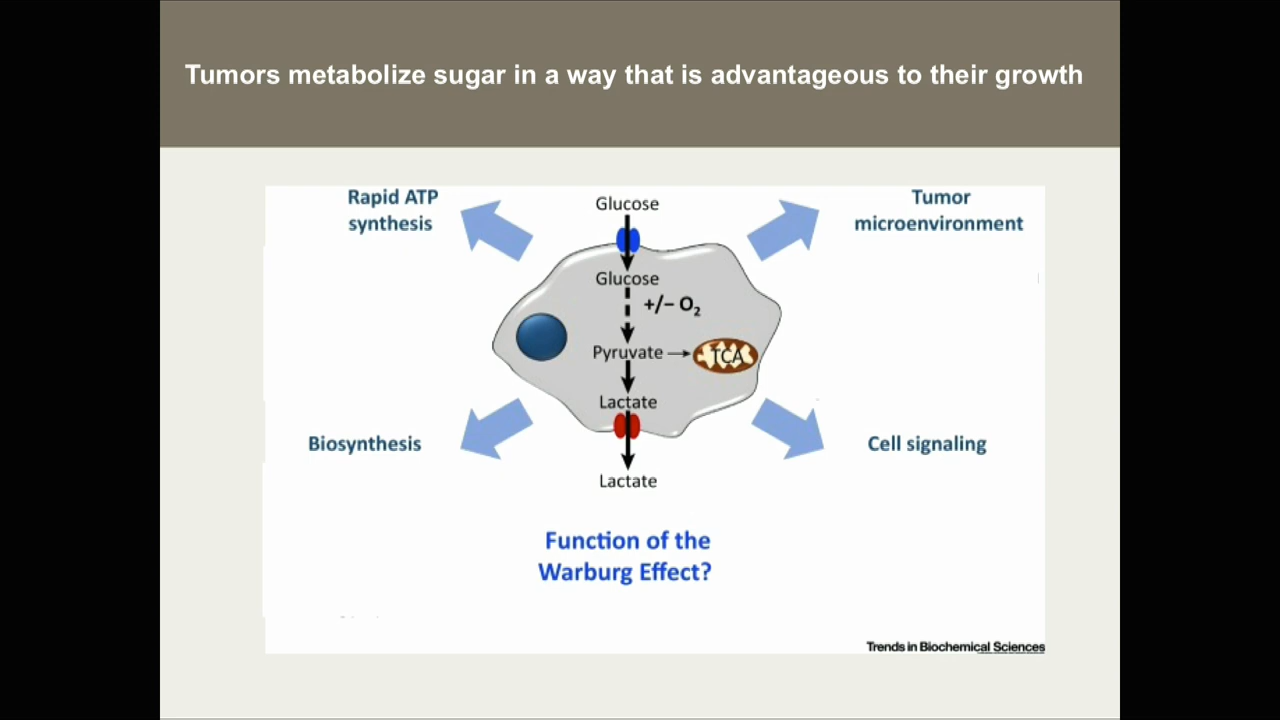 Tumors metabolize sugar in a way that is advantageous to their growth
Rapid ATP
synthesis
Glucose
Tumor
microenvironment
Glucose
+/− O₂
Pyruvate
TCA
Lactate
Biosynthesis
Cell signaling
Lactate
Function of the
Warburg Effect?
Trends in Biochemical Sciences